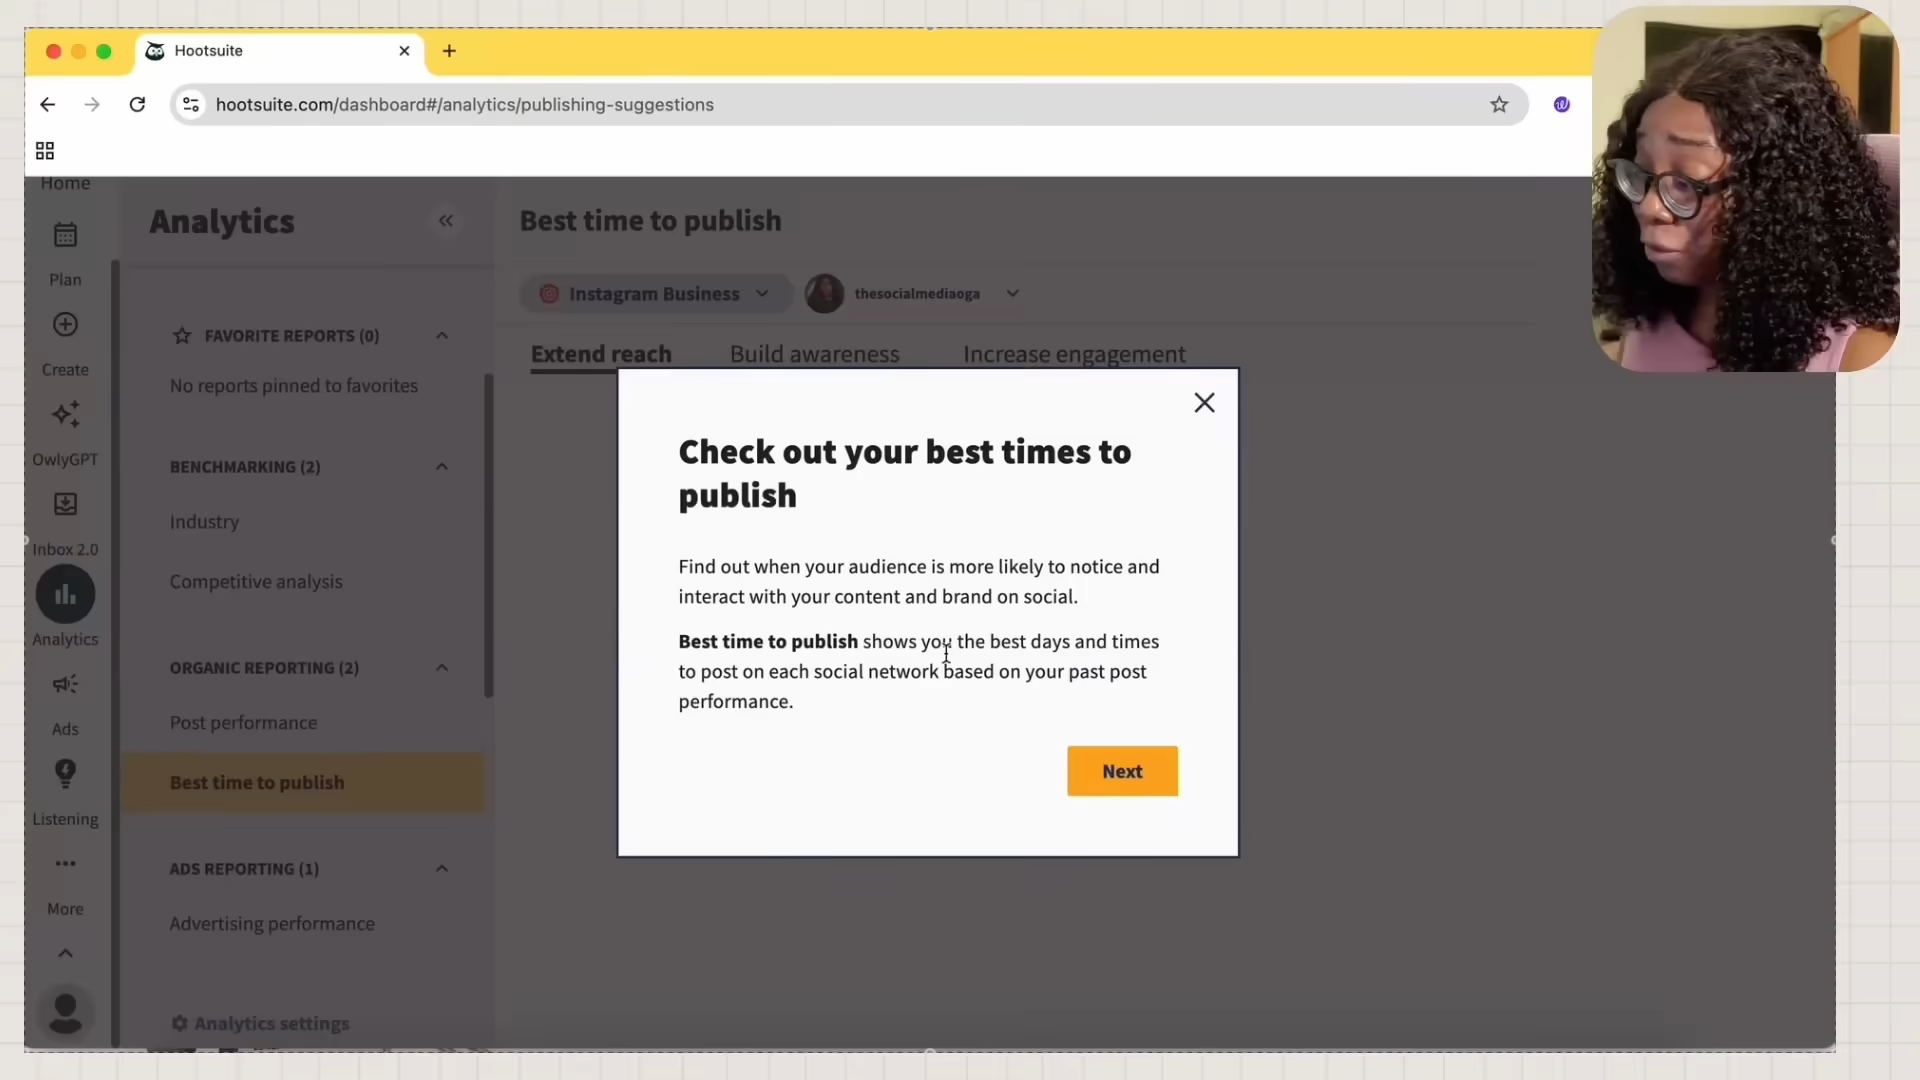 Hootsuite
hootsuite.com/dashboard#/analytics/publishing-suggestions
Home
Plan
Create
OwlyGPT
Inbox 2.0
Analytics
Ads
Listening
More
Analytics
FAVORITE REPORTS (0)
No reports pinned to favorites
BENCHMARKING (2)
Industry
Competitive analysis
ORGANIC REPORTING (2)
Post performance
Best time to publish
ADS REPORTING (1)
Advertising performance
Analytics settings
Best time to publish
Instagram Business
thesocialmediaoga
Extend reach
Build awareness
Increase engagement
Check out your best times to
publish
Find out when your audience is more likely to notice and
interact with your content and brand on social.
Best time to publish shows you the best days and times
to post on each social network based on your past post
performance.
Next